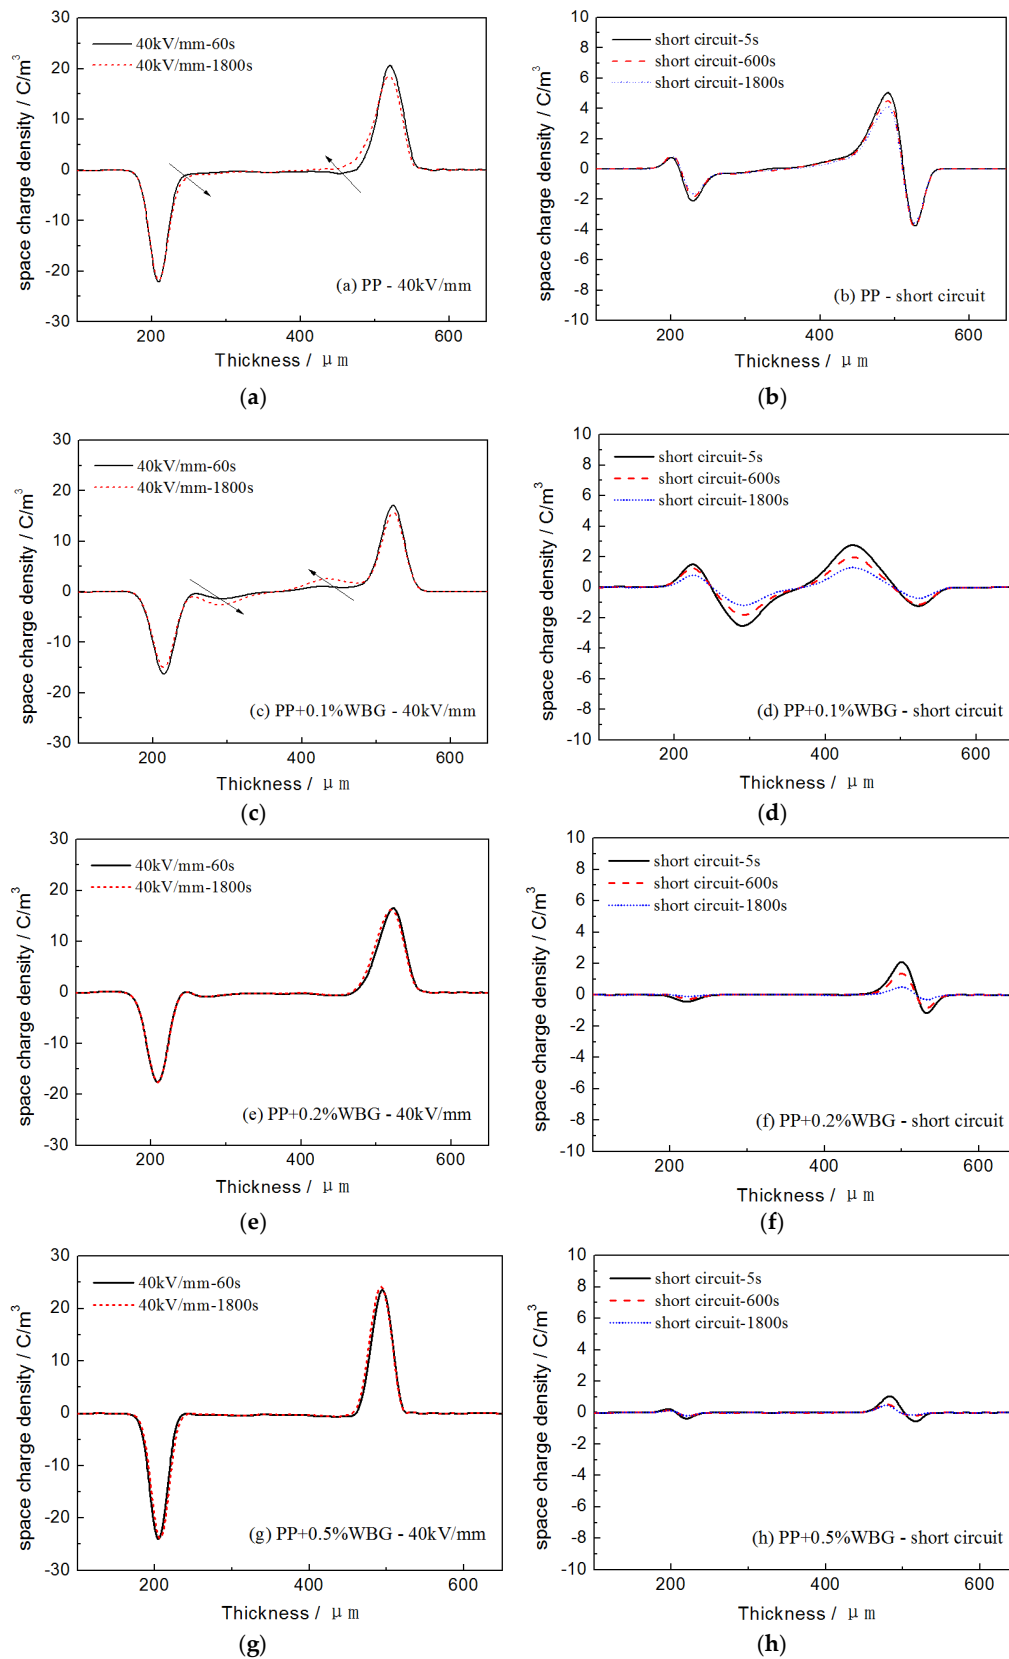 30
20
10
0
-10
-20
-30
space charge density / C/m³
40kV/mm-60s
40kV/mm-1800s
(a) PP - 40kV/mm
200
400
600
Thickness / μm
(a)
10
8
6
4
2
0
-2
-4
-6
-8
-10
space charge density / C/m³
short circuit-5s
short circuit-600s
short circuit-1800s
(b) PP - short circuit
200
400
600
Thickness / μm
(b)
30
20
10
0
-10
-20
-30
space charge density / C/m³
40kV/mm-60s
40kV/mm-1800s
(c) PP+0.1%WBG - 40kV/mm
200
400
600
Thickness / μm
(c)
10
8
6
4
2
0
-2
-4
-6
-8
-10
space charge density / C/m³
short circuit-5s
short circuit-600s
short circuit-1800s
(d) PP+0.1%WBG - short circuit
200
400
600
Thickness / μm
(d)
30
20
10
0
-10
-20
-30
space charge density / C/m³
40kV/mm-60s
40kV/mm-1800s
(e) PP+0.2%WBG - 40kV/mm
200
400
600
Thickness / μm
(e)
10
8
6
4
2
0
-2
-4
-6
-8
-10
space charge density / C/m³
short circuit-5s
short circuit-600s
short circuit-1800s
(f) PP+0.2%WBG - short circuit
200
400
600
Thickness / μm
(f)
30
20
10
0
-10
-20
-30
space charge density / C/m³
40kV/mm-60s
40kV/mm-1800s
(g) PP+0.5%WBG - 40kV/mm
200
400
600
Thickness / μm
(g)
10
8
6
4
2
0
-2
-4
-6
-8
-10
space charge density / C/m³
short circuit-5s
short circuit-600s
short circuit-1800s
(h) PP+0.5%WBG - short circuit
200
400
600
Thickness / μm
(h)